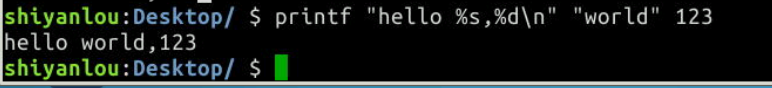 shiyanlou:Desktop/ $ printf "hello %s,%d\n" "world" 123
hello world,123
shiyanlou:Desktop/ $